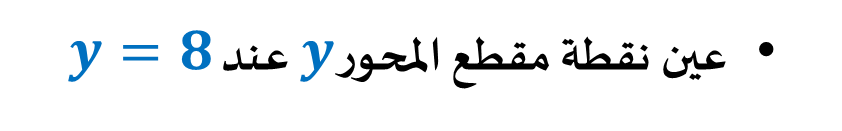 • عين نقطة مقطع المحور y عند y = 8